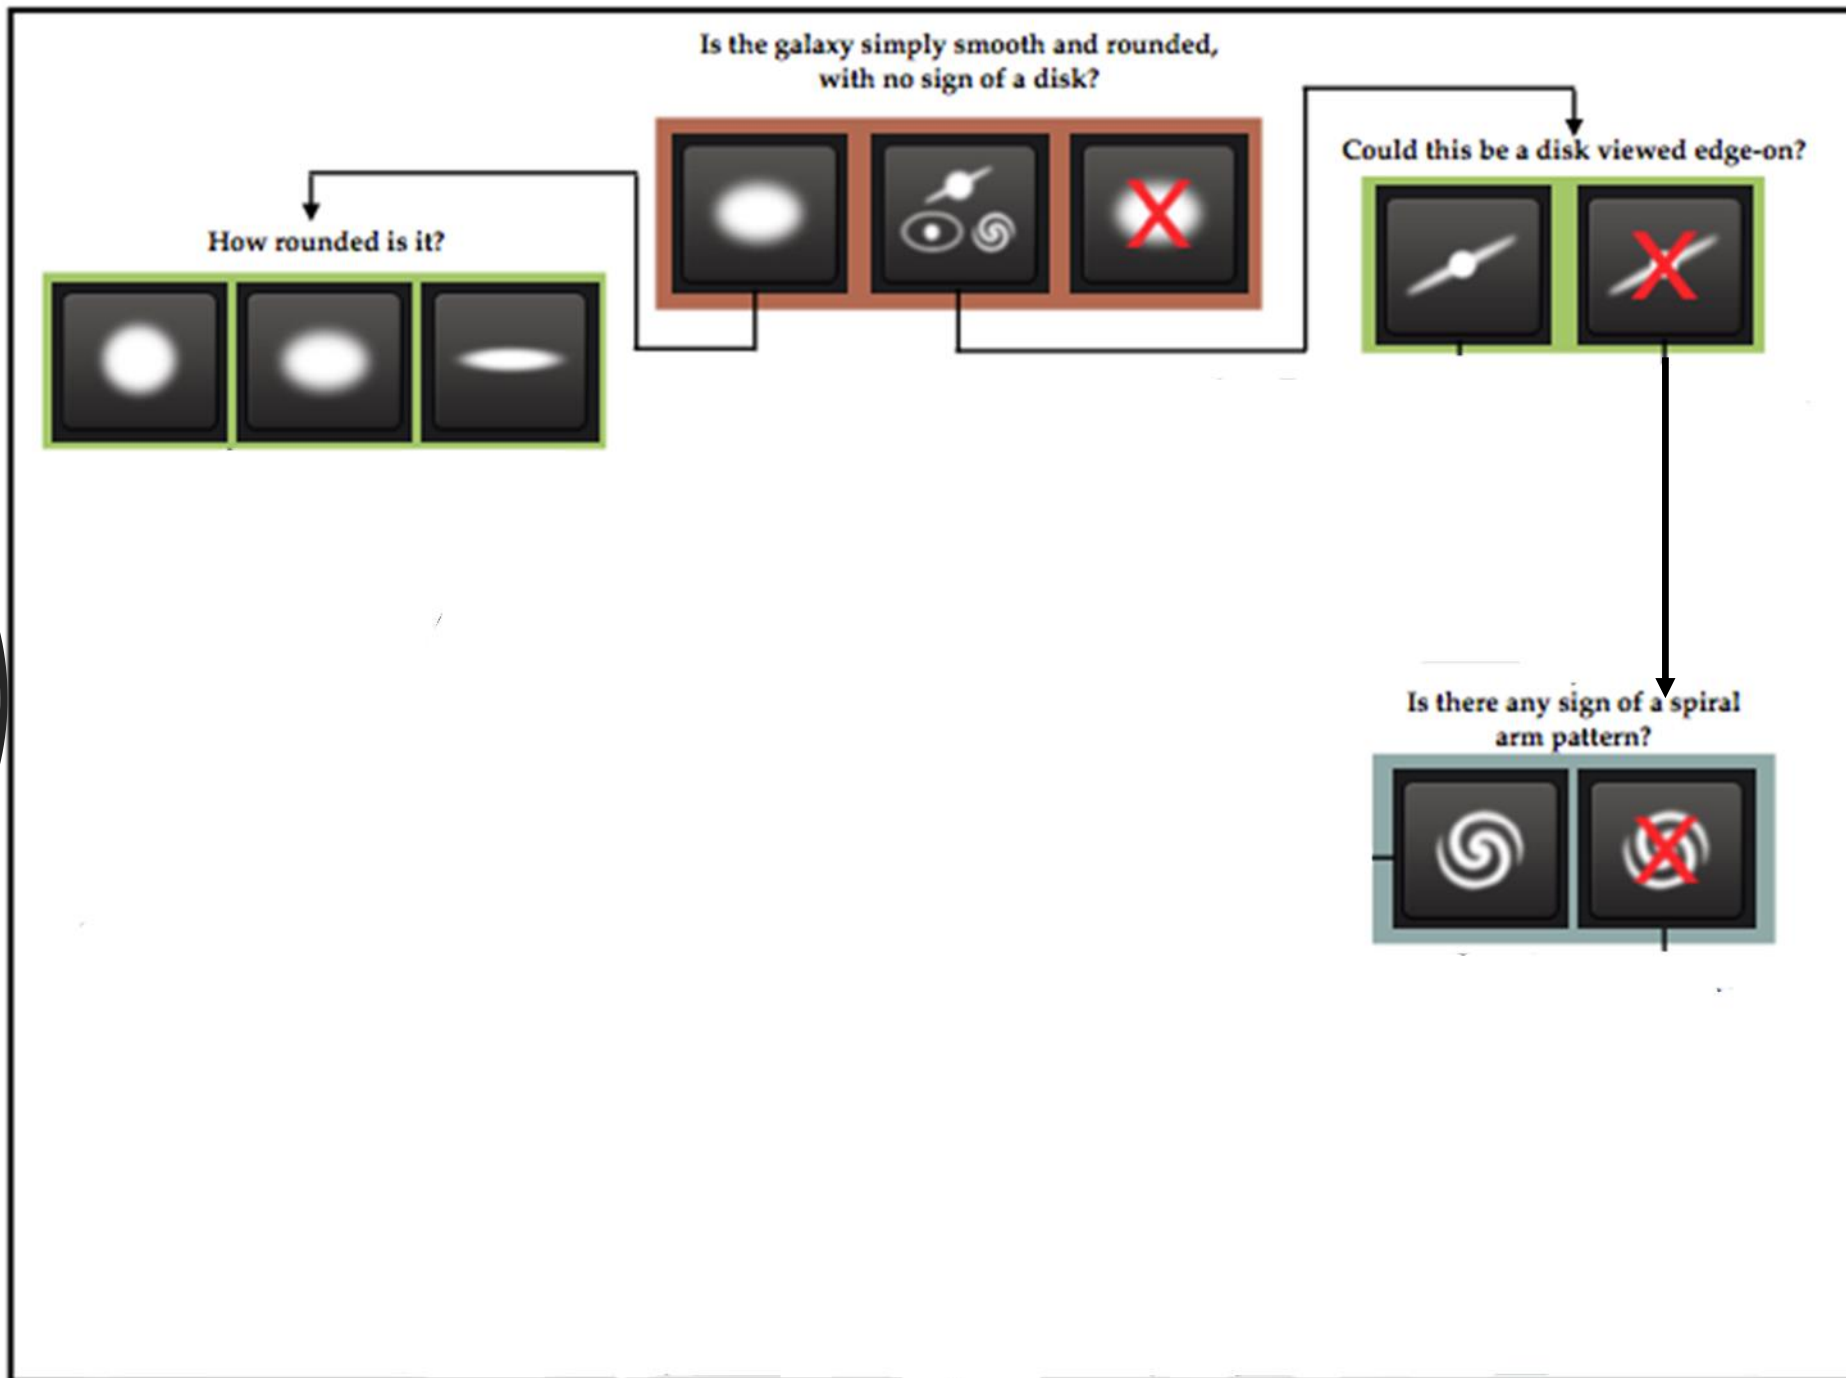 Is the galaxy simply smooth and rounded,
with no sign of a disk?
Could this be a disk viewed edge-on?
How rounded is it?
Is there any sign of a spiral
arm pattern?